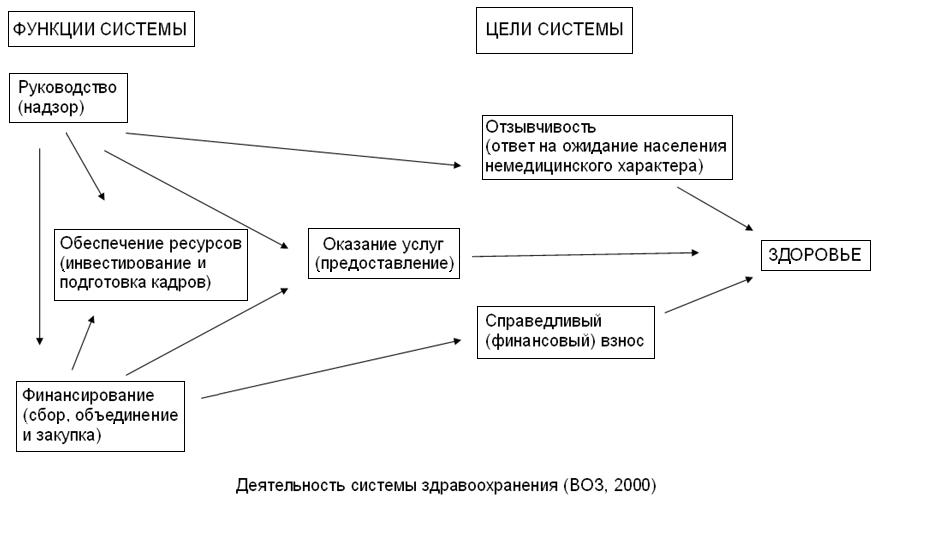 ФУНКЦИИ СИСТЕМЫ
ЦЕЛИ СИСТЕМЫ
Руководство
(надзор)
Отзывчивость
(ответ на ожидание населения
немедицинского характера)
Обеспечение ресурсов
(инвестирование и
подготовка кадров)
Оказание услуг
(предоставление)
ЗДОРОВЬЕ
Справедливый
(финансовый) взнос
Финансирование
(сбор, объединение
и закупка)
Деятельность системы здравоохранения (ВОЗ, 2000)